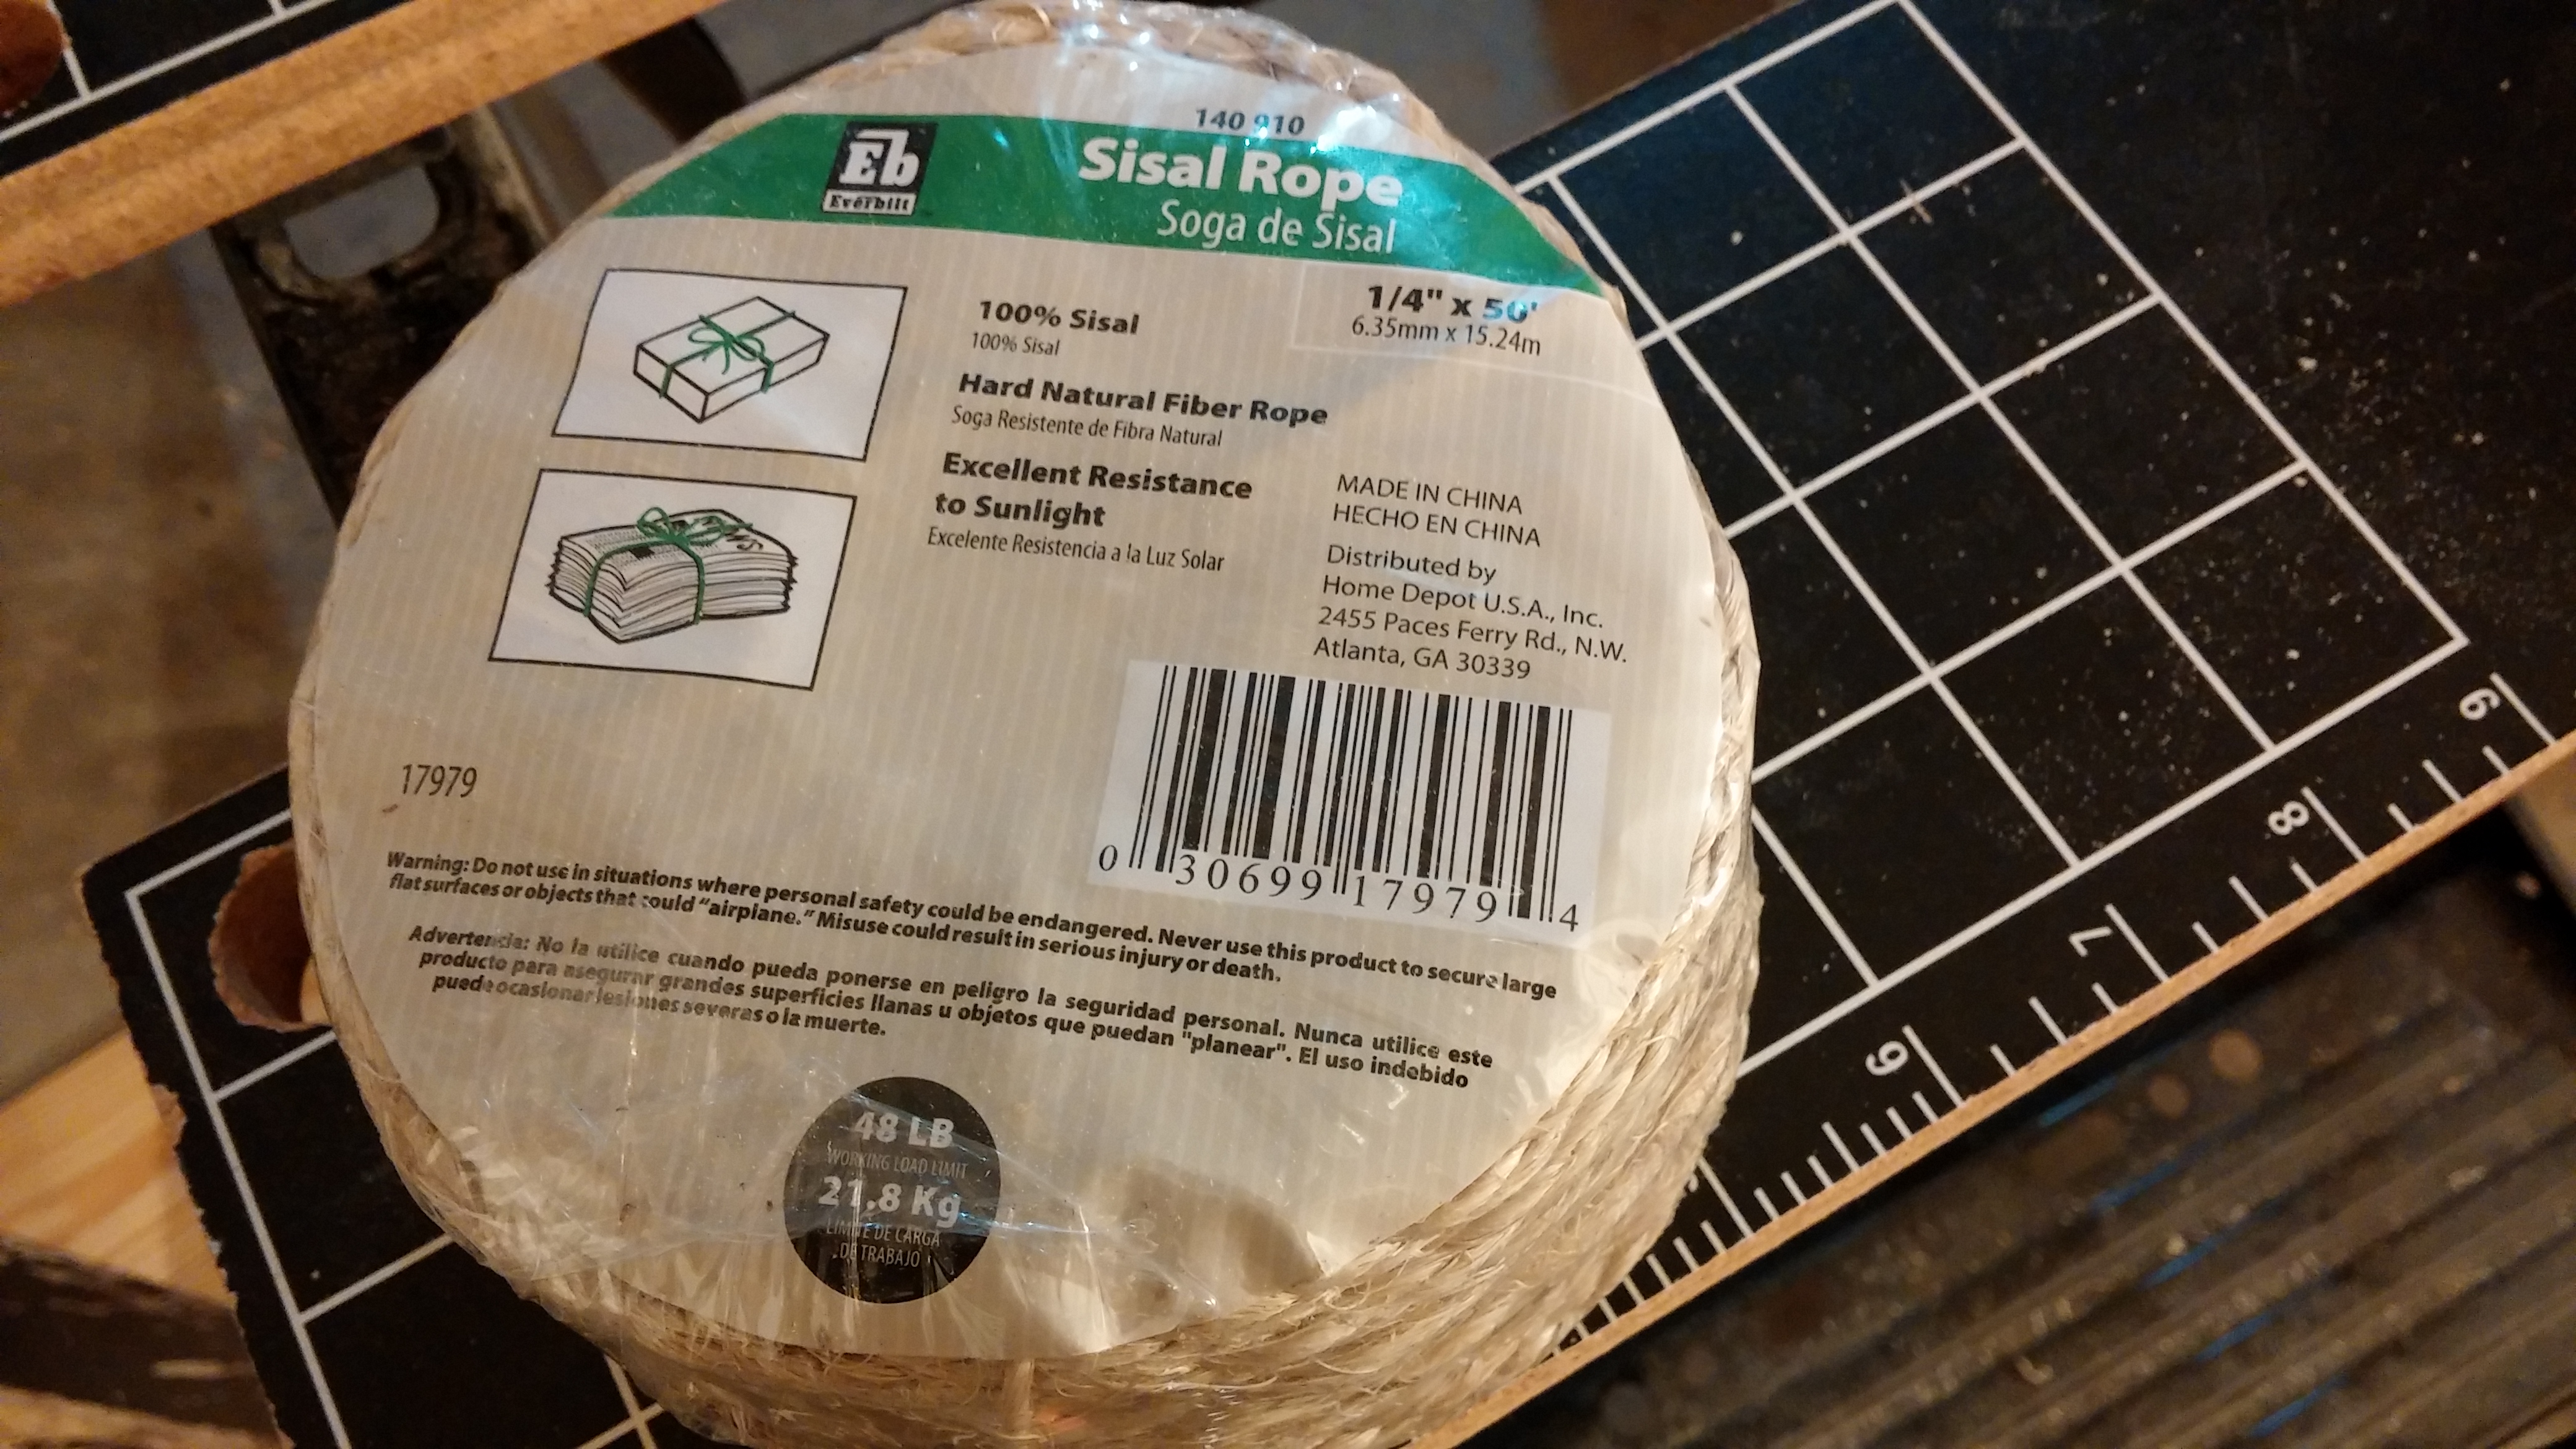 140 910
Eb
Everbilt
Sisal Rope
Soga de Sisal
1/4" x 50'
6.35mm x 15.24m
100% Sisal
100% Sisal
Hard Natural Fiber Rope
Soga Resistente de Fibra Natural
Excellent Resistance
to Sunlight
Excelente Resistencia a la Luz Solar
MADE IN CHINA
HECHO EN CHINA
Distributed by
Home Depot U.S.A., Inc.
2455 Paces Ferry Rd., N.W.
Atlanta, GA 30339
NEWS
17979
0 30699 17979 4
Warning: Do not use in situations where personal safety could be endangered. Never use this product to secure large
flat surfaces or objects that could "airplane." Misuse could result in serious injury or death.
Advertencia: No la utilice cuando pueda ponerse en peligro la seguridad personal. Nunca utilice este
producto para asegurar grandes superficies llanas u objetos que puedan "planear". El uso indebido
puede ocasionar lesiones severas o la muerte.
48 LB
WORKING LOAD LIMIT
21.8 Kg
LIMITE DE CARGA
DE TRABAJO
9
8
7
6